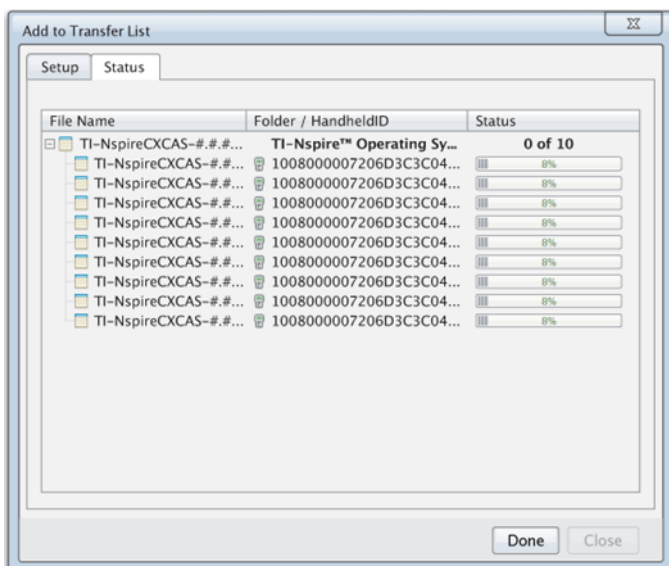 Add to Transfer List
Setup Status
File Name Folder / HandheldID Status
TI-NspireCXCAS-#.#.#... TI-Nspire™ Operating Sy... 0 of 10
TI-NspireCXCAS-#.#... 1008000007206D3C3C04... 8%
TI-NspireCXCAS-#.#... 1008000007206D3C3C04... 8%
TI-NspireCXCAS-#.#... 1008000007206D3C3C04... 8%
TI-NspireCXCAS-#.#... 1008000007206D3C3C04... 8%
TI-NspireCXCAS-#.#... 1008000007206D3C3C04... 8%
TI-NspireCXCAS-#.#... 1008000007206D3C3C04... 8%
TI-NspireCXCAS-#.#... 1008000007206D3C3C04... 8%
TI-NspireCXCAS-#.#... 1008000007206D3C3C04... 8%
TI-NspireCXCAS-#.#... 1008000007206D3C3C04... 8%
Done Close